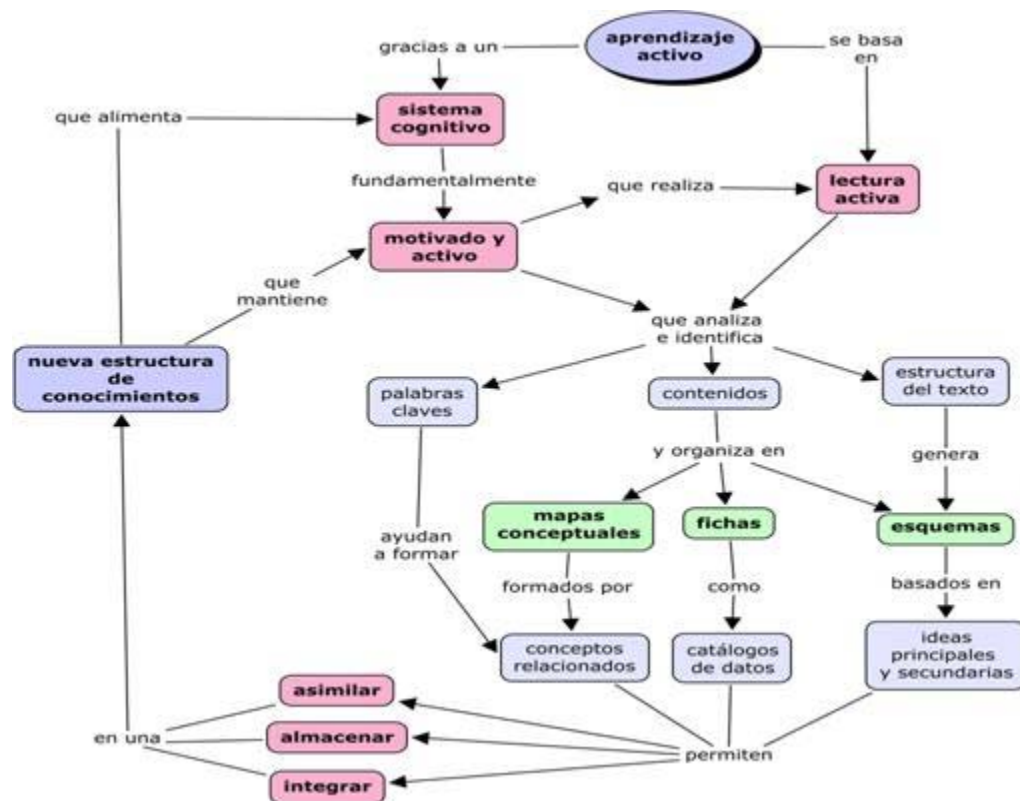 aprendizaje
activo
gracias a un
se basa
en
sistema
cognitivo
que alimenta
fundamentalmente
que realiza
lectura
activa
motivado y
activo
que
mantiene
que analiza
e identifica
nueva estructura
de
conocimientos
palabras
claves
contenidos
estructura
del texto
y organiza en
genera
mapas
conceptuales
fichas
esquemas
ayudan
a formar
formados por
como
basados en
conceptos
relacionados
catálogos
de datos
ideas
principales
y secundarias
asimilar
en una
almacenar
permiten
integrar